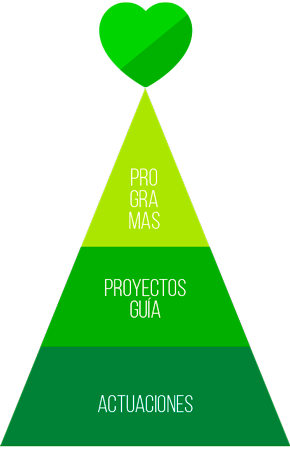 PRO
GRA
MAS
PROYECTOS
GUÍA
ACTUACIONES